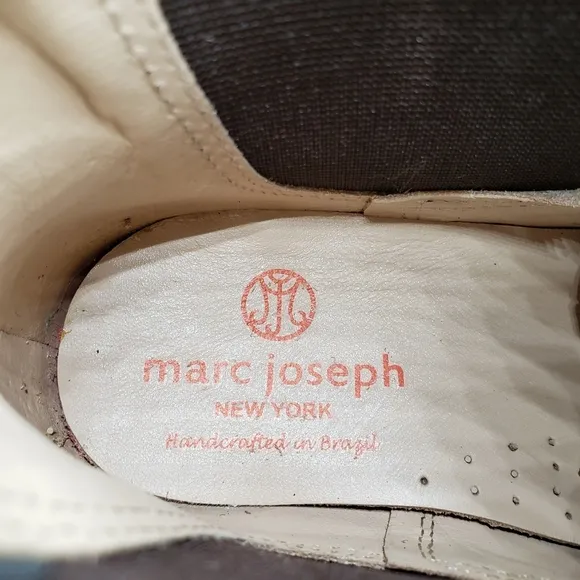 marc joseph
NEW YORK
Handcrafted in Brazil